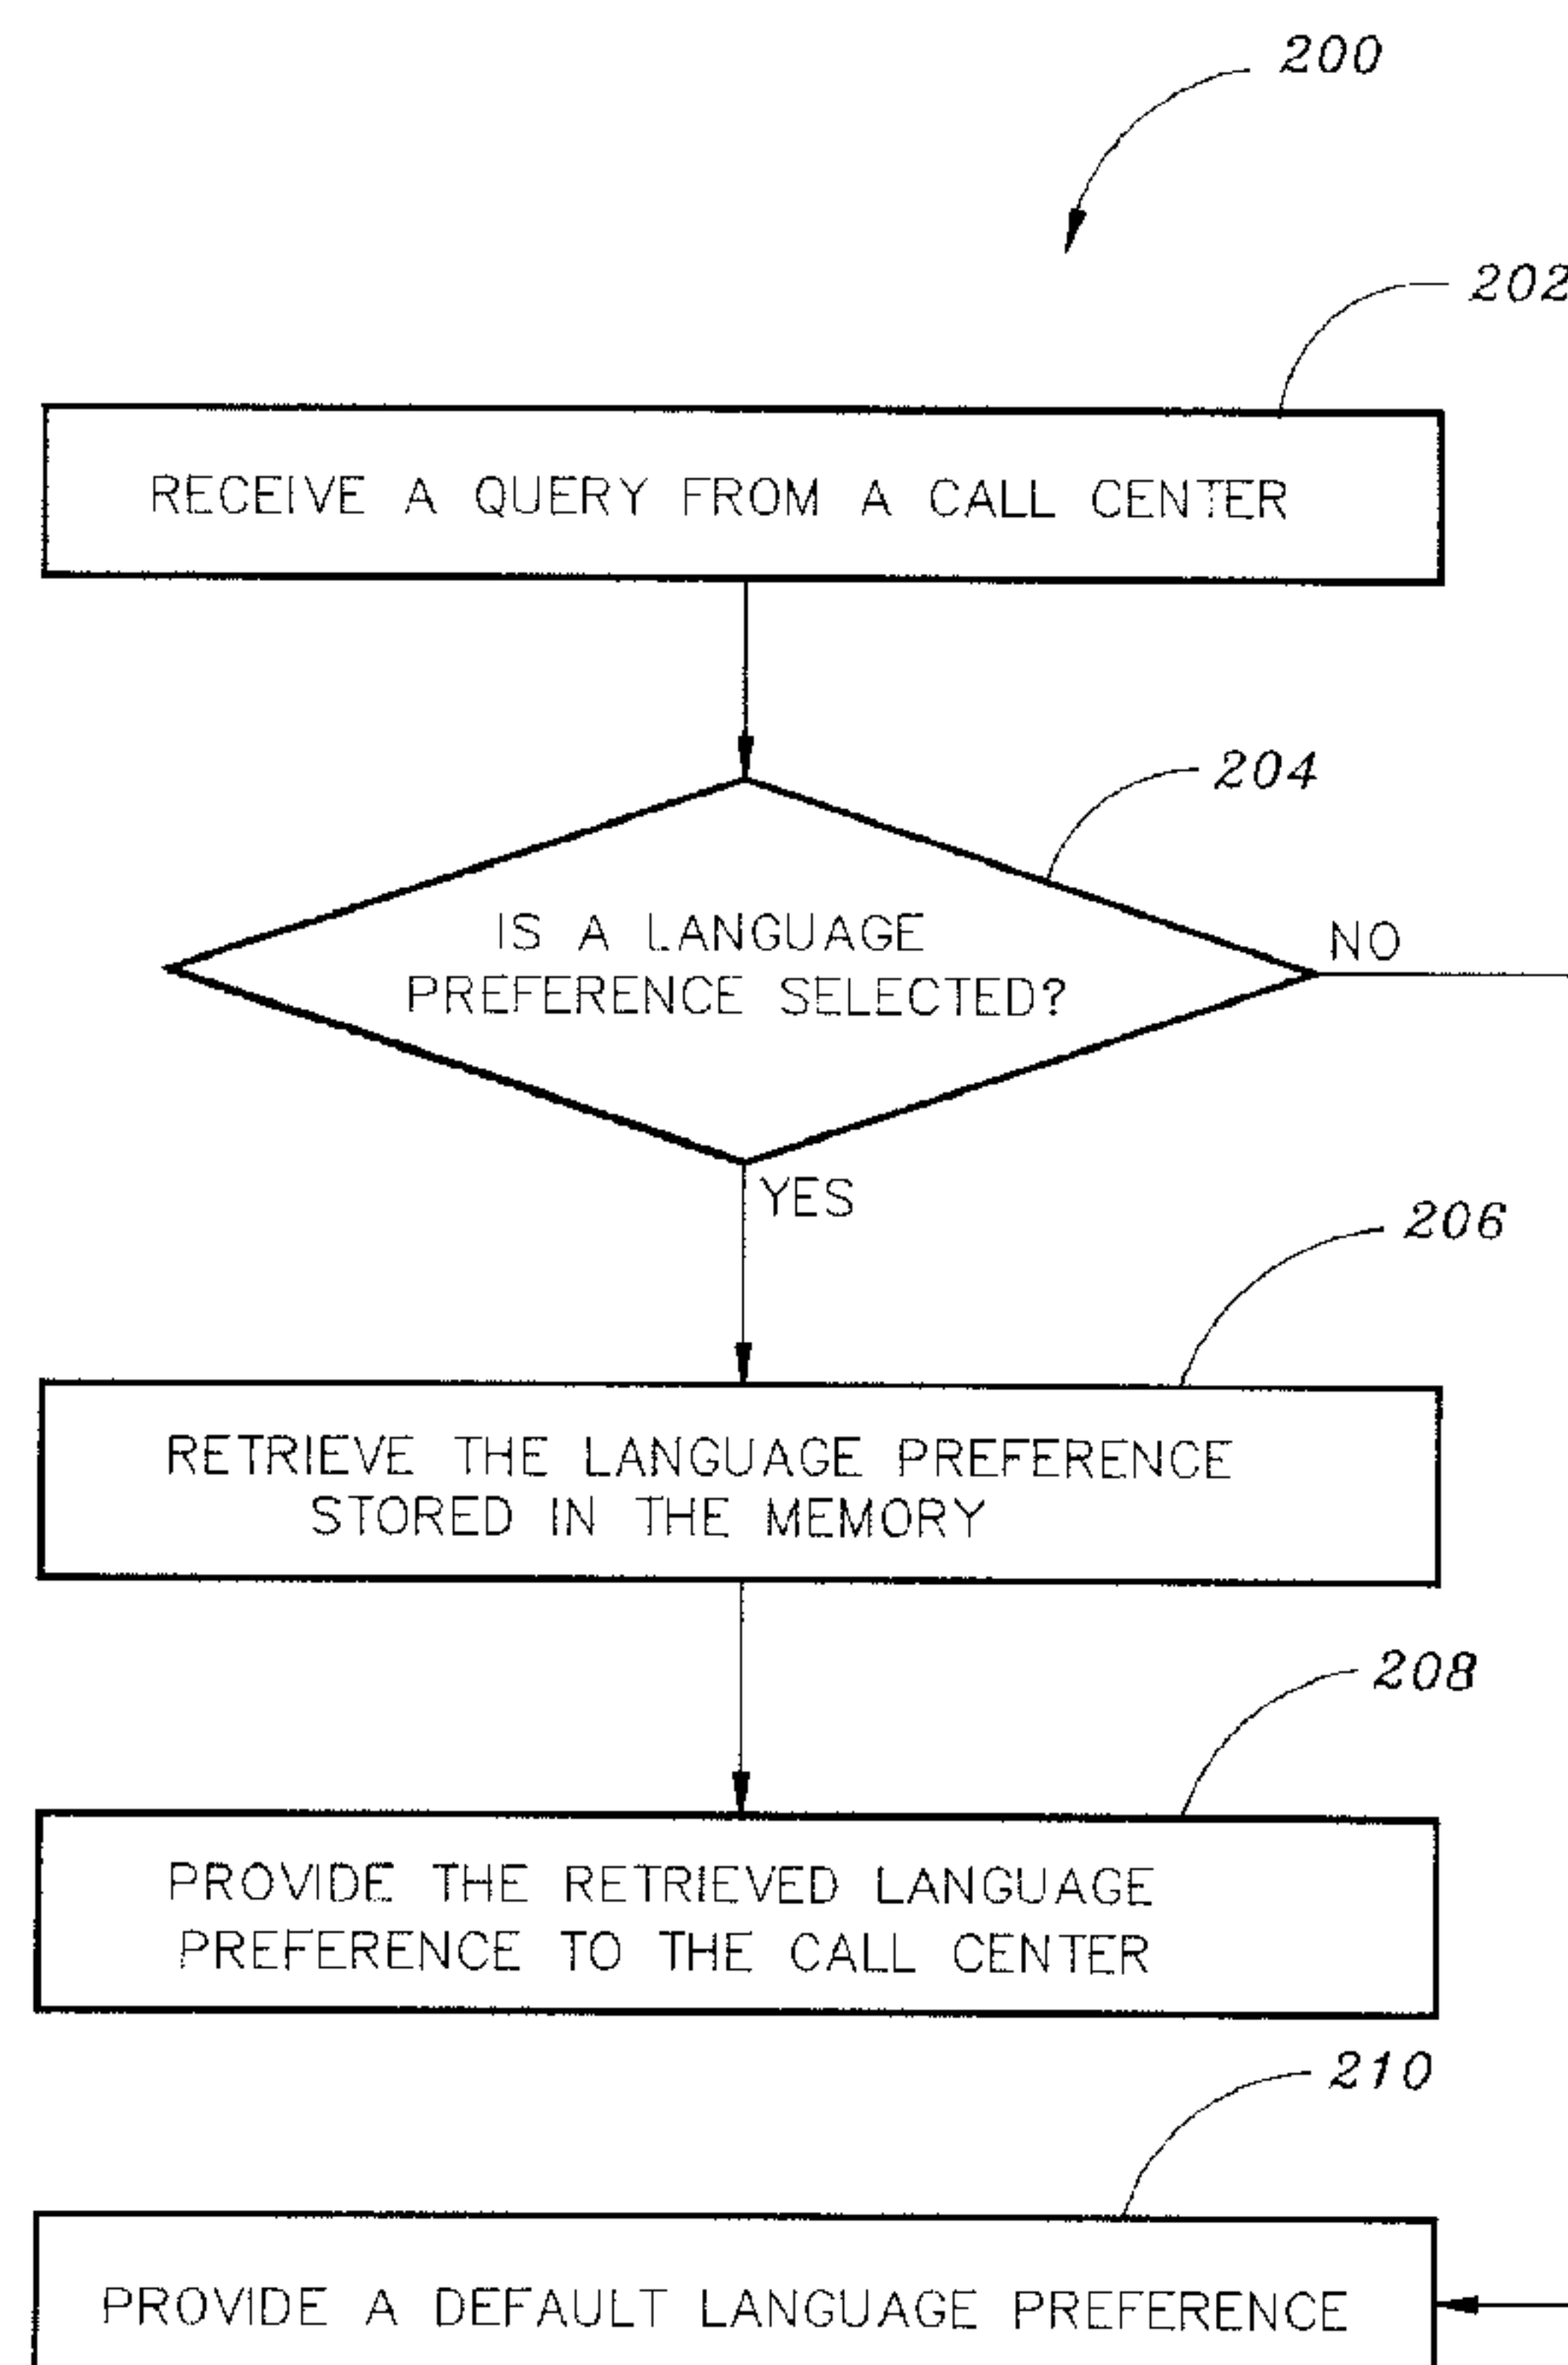 200
202
RECEIVE A QUERY FROM A CALL CENTER
204
IS A LANGUAGE
PREFERENCE SELECTED?
NO
YES
206
RETRIEVE THE LANGUAGE PREFERENCE
STORED IN THE MEMORY
208
PROVIDE THE RETRIEVED LANGUAGE
PREFERENCE TO THE CALL CENTER
210
PROVIDE A DEFAULT LANGUAGE PREFERENCE